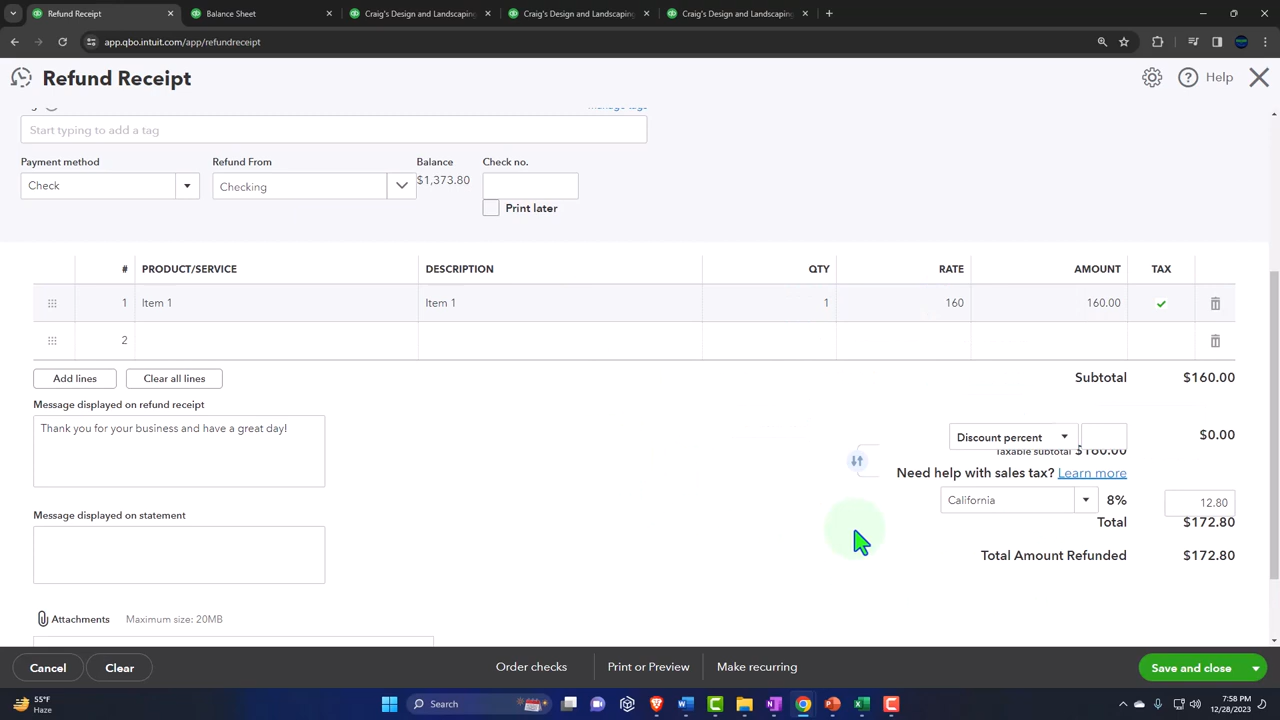 Refund Receipt
Balance Sheet
Craig's Design and Landscaping
Craig's Design and Landscaping
Craig's Design and Landscaping
app.qbo.intuit.com/app/refundreceipt
Refund Receipt
Help
Manage tags
Start typing to add a tag
Payment method
Refund From
Balance
Check no.
Check
Checking
$1,373.80
Print later
# PRODUCT/SERVICE DESCRIPTION QTY RATE AMOUNT TAX
1 Item 1 Item 1 1 160 160.00
2
Add lines
Clear all lines
Subtotal $160.00
Message displayed on refund receipt
Thank you for your business and have a great day!
Discount percent
$0.00
Taxable subtotal $160.00
Need help with sales tax? Learn more
California
8%
12.80
Message displayed on statement
Total $172.80
Total Amount Refunded $172.80
Attachments Maximum size: 20MB
Cancel
Clear
Order checks
Print or Preview
Make recurring
Save and close
55°F
Haze
Search
7:58 PM
12/28/2023